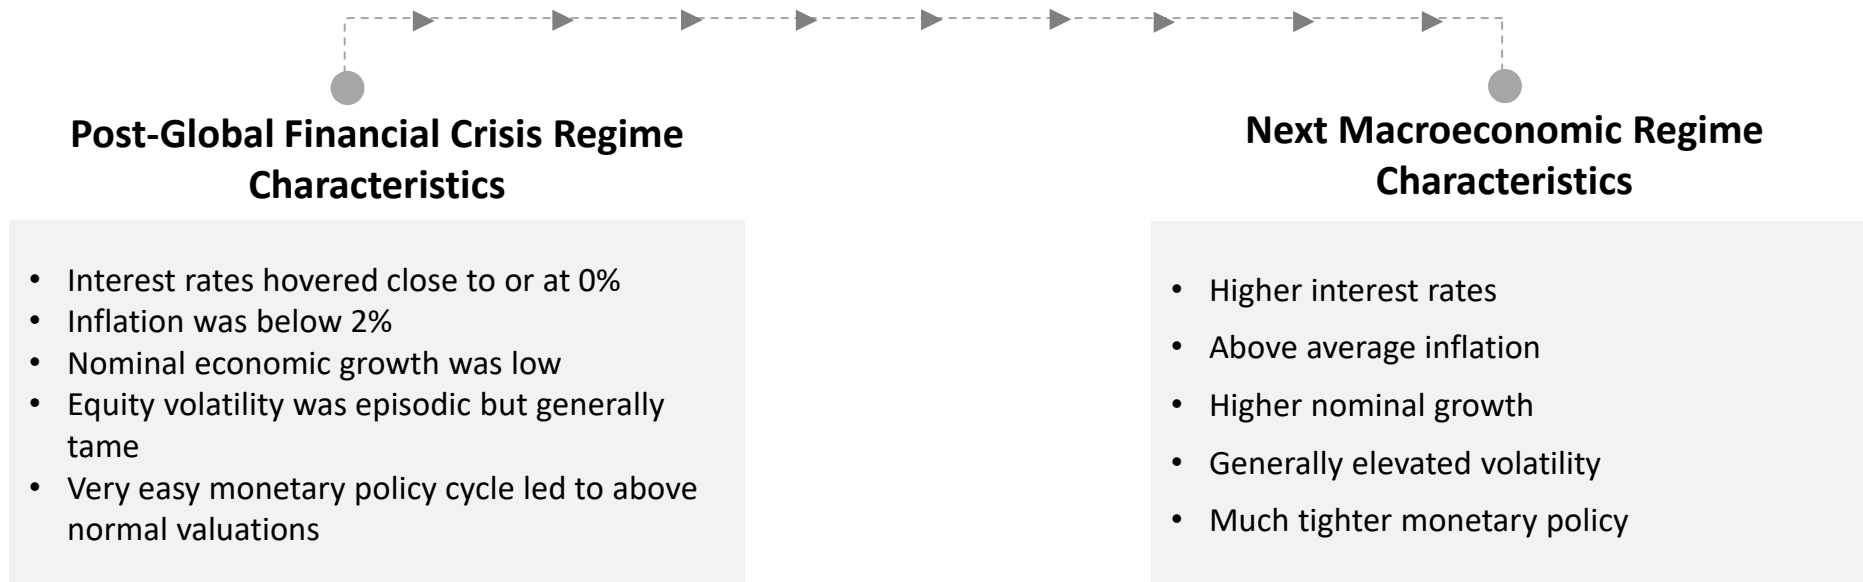 Post-Global Financial Crisis Regime
Characteristics
• Interest rates hovered close to or at 0%
• Inflation was below 2%
• Nominal economic growth was low
• Equity volatility was episodic but generally
tame
• Very easy monetary policy cycle led to above
normal valuations
Next Macroeconomic Regime
Characteristics
• Higher interest rates
• Above average inflation
• Higher nominal growth
• Generally elevated volatility
• Much tighter monetary policy